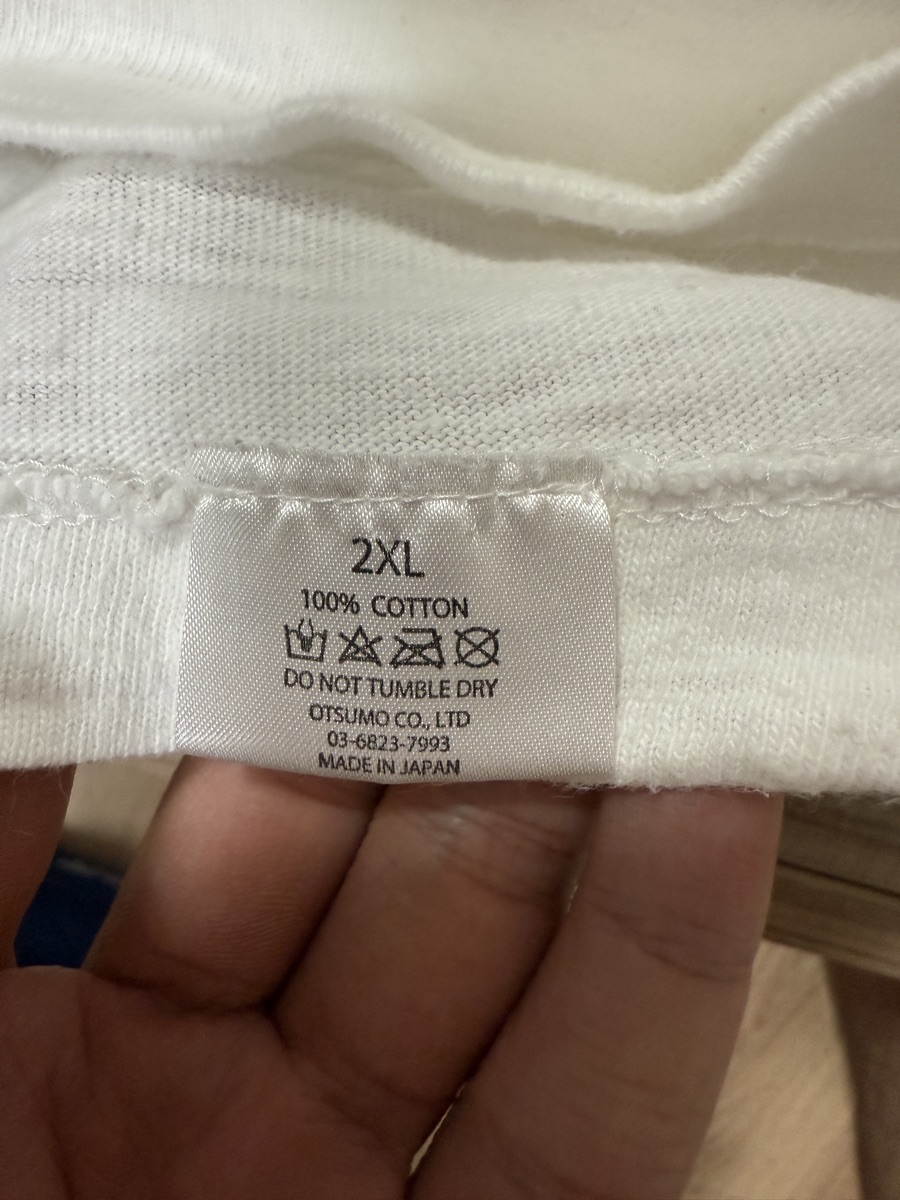 2XL
100% COTTON
DO NOT TUMBLE DRY
OTSUMO CO., LTD
03-6823-7993
MADE IN JAPAN